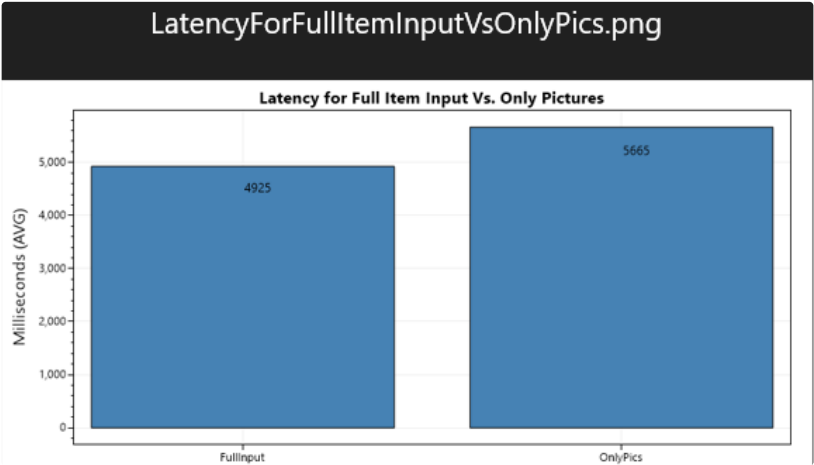 LatencyForFullItemInputVsOnlyPics.png
Latency for Full Item Input Vs. Only Pictures
Milliseconds (AVG)
5,000
4,000
3,000
2,000
1,000
0
4925
5665
FullInput
OnlyPics